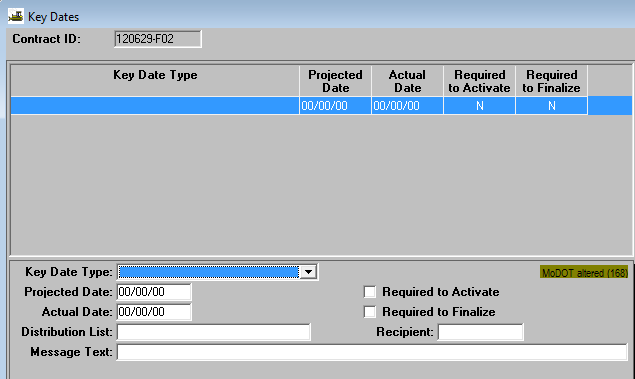 Key Dates
Contract ID: 120629-F02
Key Date Type Projected Date Actual Date Required to Activate Required to Finalize
00/00/00 00/00/00 N N
Key Date Type: MoDOT altered (168)
Projected Date: 00/00/00 Required to Activate
Actual Date: 00/00/00 Required to Finalize
Distribution List: Recipient:
Message Text: